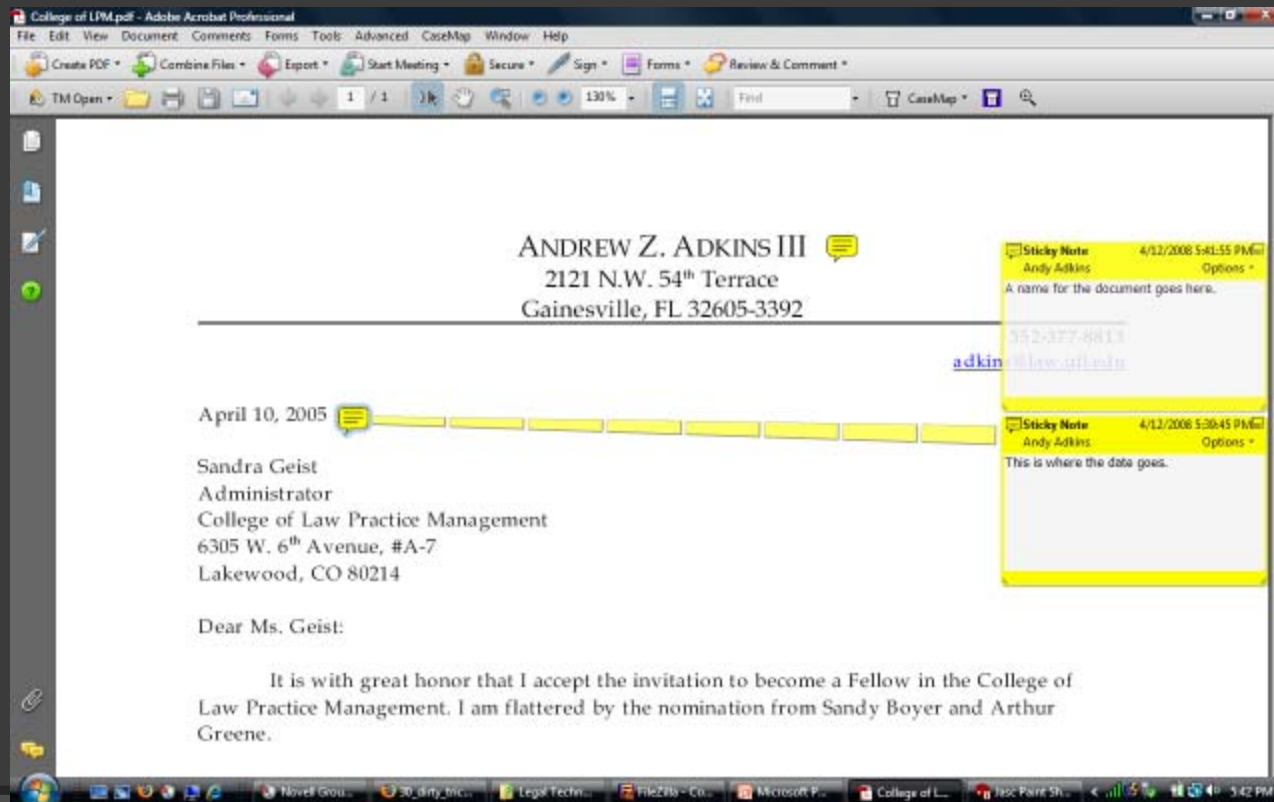 College of LPM.pdf - Adobe Acrobat Professional
File Edit View Document Comments Forms Tools Advanced CaseMap Window Help
Create PDF Combine Files Export Start Meeting Secure Sign Forms Review & Comment
TM Open 1 / 1 130% Find CaseMap
ANDREW Z. ADKINS III
2121 N.W. 54th Terrace
Gainesville, FL 32605-3392
Sticky Note 4/12/2008 5:41:55 PM
Andy Adkins Options
A name for the document goes here.
352-377-8813
adkins@law.ufl.edu
April 10, 2005
Sticky Note 4/12/2008 5:39:45 PM
Andy Adkins Options
This is where the date goes.
Sandra Geist
Administrator
College of Law Practice Management
6305 W. 6th Avenue, #A-7
Lakewood, CO 80214
Dear Ms. Geist:
It is with great honor that I accept the invitation to become a Fellow in the College of
Law Practice Management. I am flattered by the nomination from Sandy Boyer and Arthur
Greene.
Novell Grou... 30_dirty_tric... Legal Techn... FileZilla - Co... Microsoft P... College of L... Jasc Paint Sh... 5:42 PM